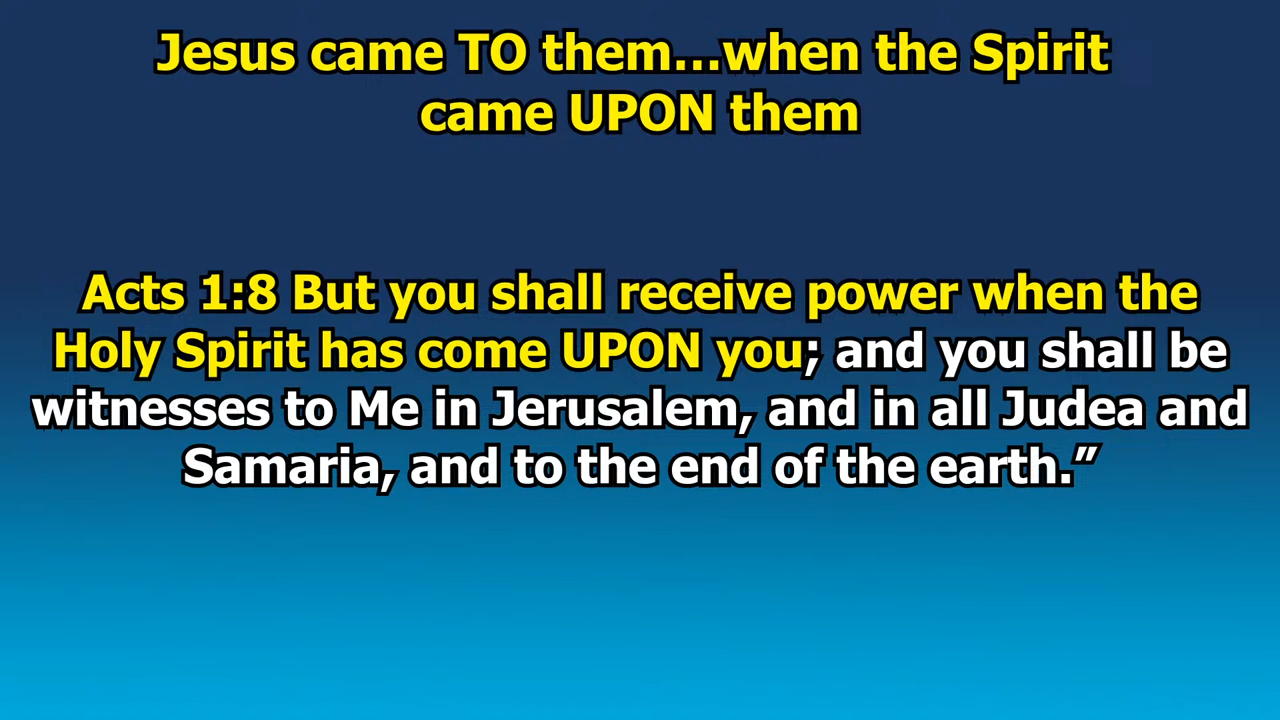 Jesus came TO them...when the Spirit
came UPON them
Acts 1:8 But you shall receive power when the
Holy Spirit has come UPON you; and you shall be
witnesses to Me in Jerusalem, and in all Judea and
Samaria, and to the end of the earth.”